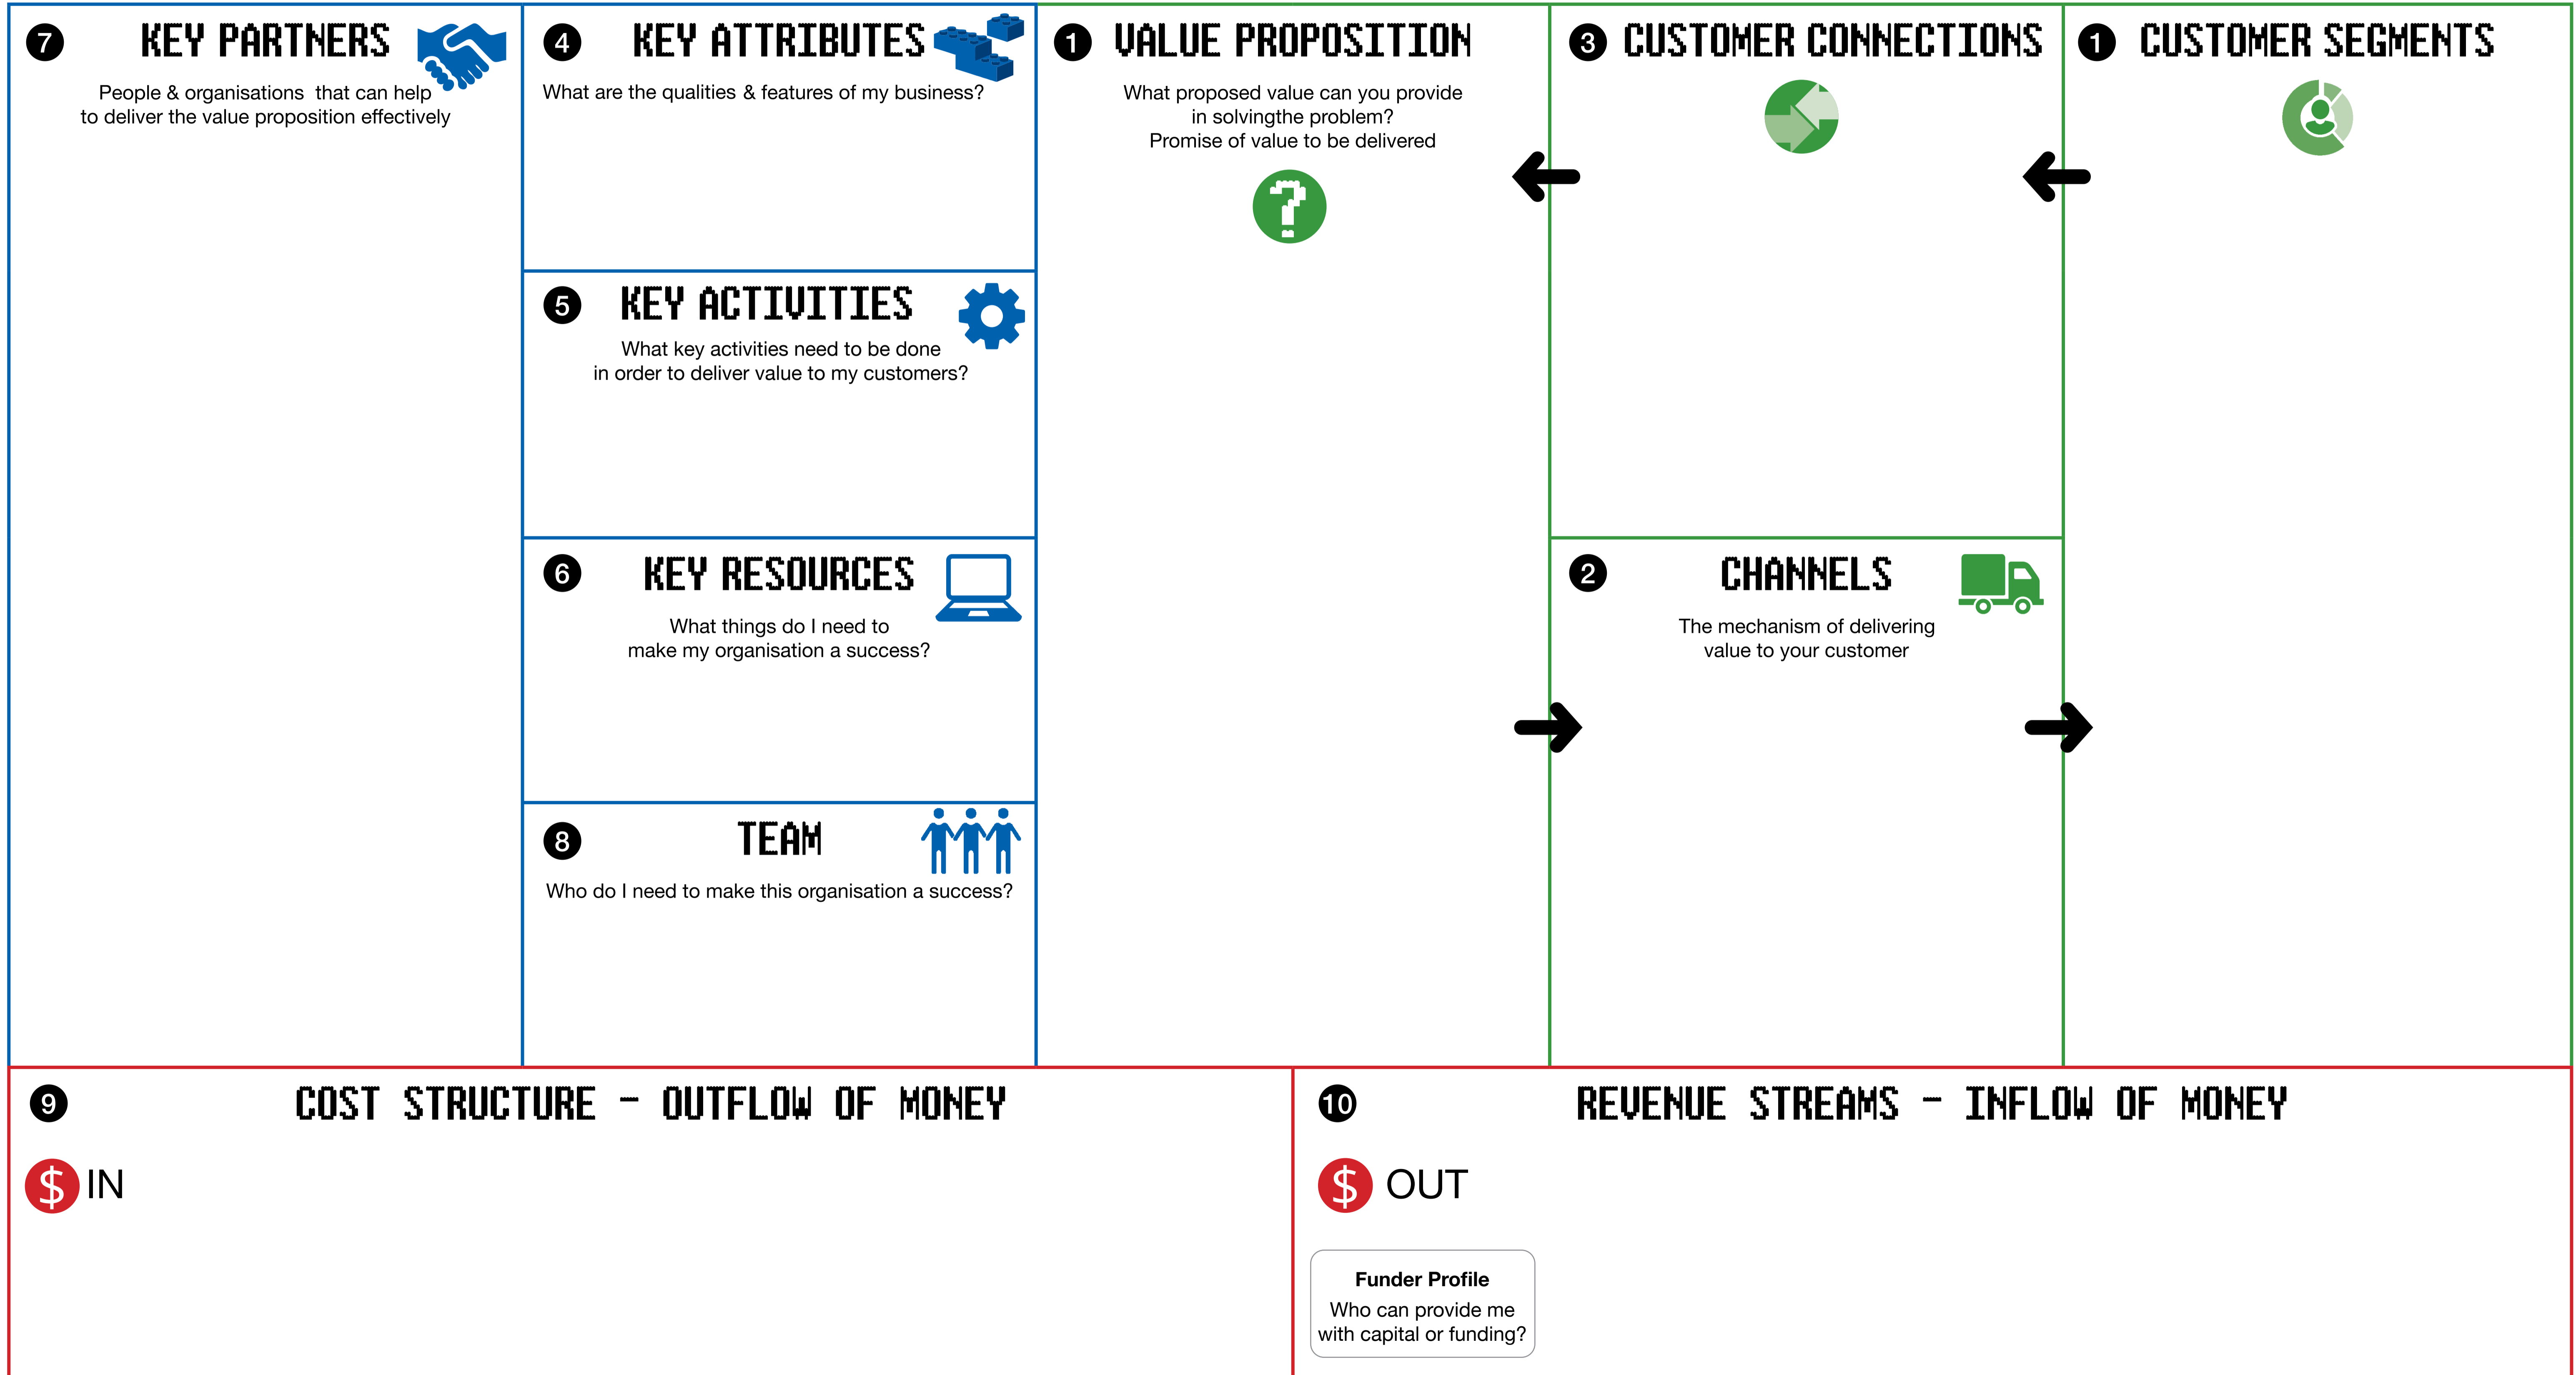 7 KEY PARTNERS
People & organisations that can help
to deliver the value proposition effectively
4 KEY ATTRIBUTES
What are the qualities & features of my business?
5 KEY ACTIVITIES
What key activities need to be done
in order to deliver value to my customers?
6 KEY RESOURCES
What things do I need to
make my organisation a success?
8 TEAM
Who do I need to make this organisation a success?
1 VALUE PROPOSITION
What proposed value can you provide
in solvingthe problem?
Promise of value to be delivered
?
3 CUSTOMER CONNECTIONS
2 CHANNELS
The mechanism of delivering
value to your customer
1 CUSTOMER SEGMENTS
9 COST STRUCTURE - OUTFLOW OF MONEY
$ IN
10 REVENUE STREAMS - INFLOW OF MONEY
$ OUT
Funder Profile
Who can provide me
with capital or funding?